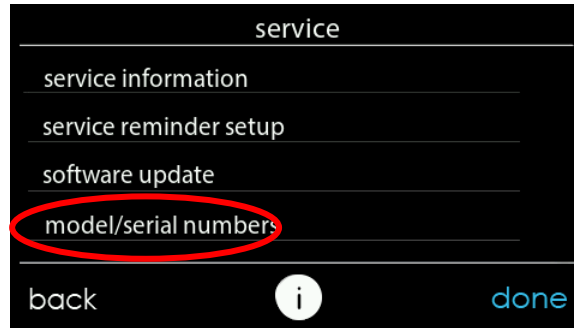 service
service information
service reminder setup
software update
model/serial numbers
back i done